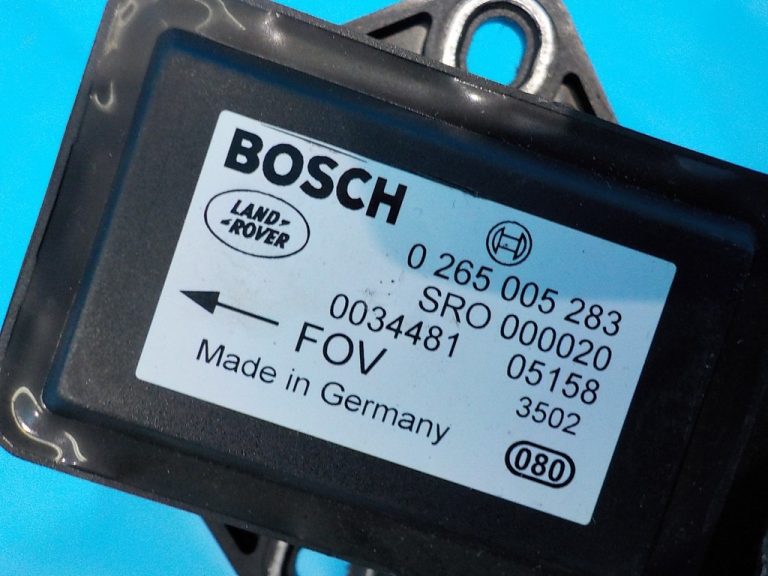 BOSCH
LAND-
-ROVER
0 265 005 283
SRO 000020
0034481 05158
FOV 3502
Made in Germany
080